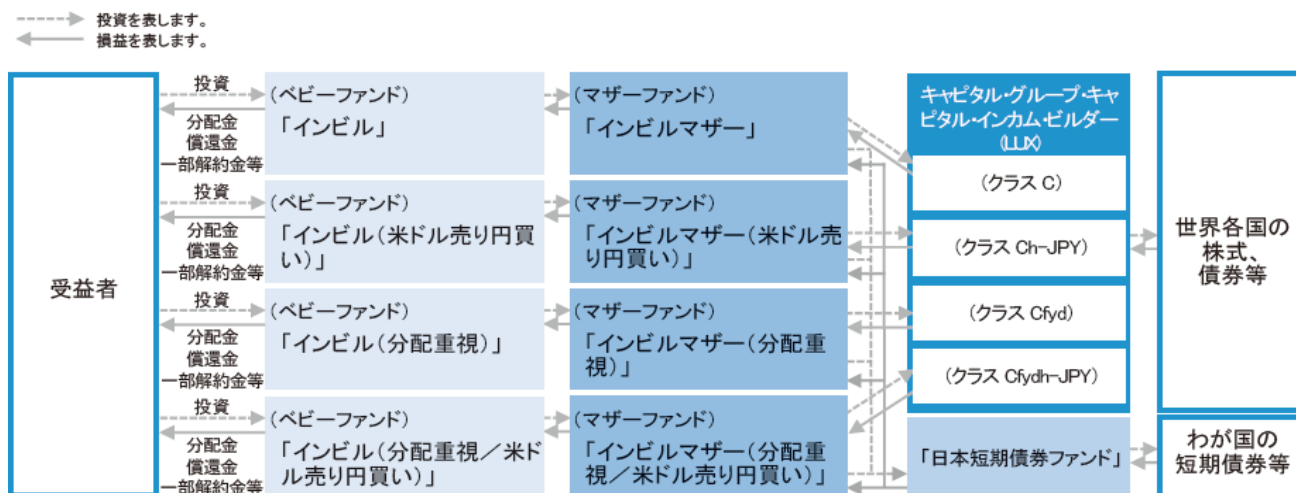 投資を表します。
損益を表します。
受益者
投資
分配金
償還金
一部解約金等
(ベビーファンド)
「インビル」
(マザーファンド)
「インビルマザー」
投資
分配金
償還金
一部解約金等
(ベビーファンド)
「インビル(米ドル売り円買
い)」
(マザーファンド)
「インビルマザー(米ドル売
り円買い)」
投資
分配金
償還金
一部解約金等
(ベビーファンド)
「インビル(分配重視)」
(マザーファンド)
「インビルマザー(分配重
視)」
投資
分配金
償還金
一部解約金等
(ベビーファンド)
「インビル(分配重視/米ド
ル売り円買い)」
(マザーファンド)
「インビルマザー(分配重
視/米ドル売り円買い)」
キャピタル・グループ・キャ
ピタル・インカム・ビルダー
(LUX)
(クラス C)
(クラス Ch-JPY)
(クラス Cfyd)
(クラス Cfydh-JPY)
「日本短期債券ファンド」
世界各国の
株式、
債券等
わが国の
短期債券等